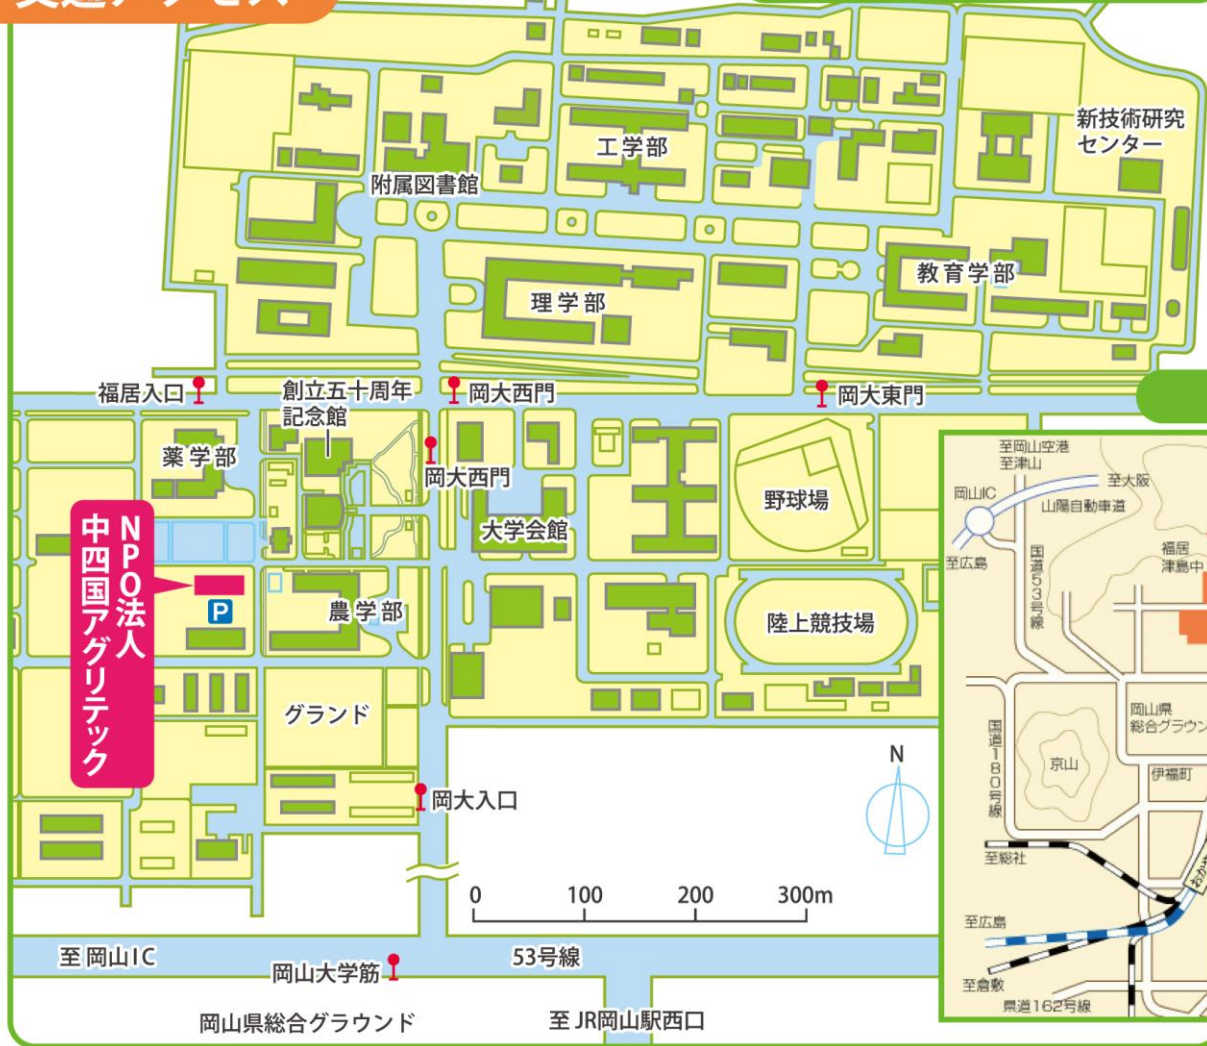 交通アクセス
新技術研究
センター
工学部
附属図書館
教育学部
理学部
福居入口
創立五十周年
記念館
岡大西門
岡大東門
薬学部
岡大西門
野球場
大学会館
NPO法人
中四国アグリテック
P
農学部
陸上競技場
グランド
N
岡大入口
0 100 200 300m
至岡山IC
53号線
岡山大学筋
岡山県総合グラウンド
至JR岡山駅西口
至岡山空港
至津山
岡山IC
至大阪
山陽自動車道
至広島
国道53号線
福居
津島中
岡山県
総合グラウン
国道180号線
京山
伊福町
至総社
至広島
至倉敷
県道162号線